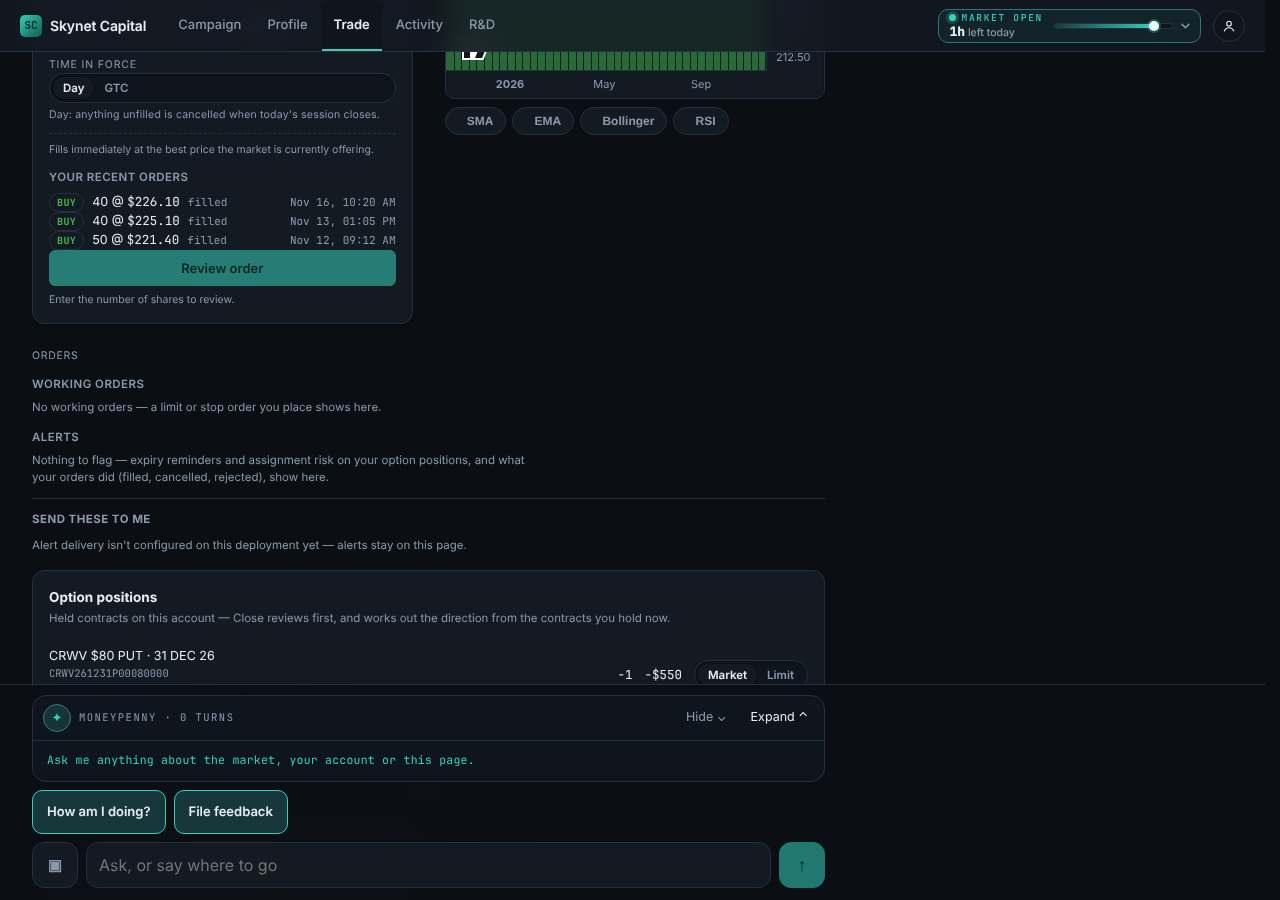 SC Skynet Capital Campaign Profile Trade Activity R&D
MARKET OPEN
1h left today
TIME IN FORCE
Day GTC
Day: anything unfilled is cancelled when today's session closes.
Fills immediately at the best price the market is currently offering.
YOUR RECENT ORDERS
BUY 40 @ $226.10 filled Nov 16, 10:20 AM
BUY 40 @ $225.10 filled Nov 13, 01:05 PM
BUY 50 @ $221.40 filled Nov 12, 09:12 AM
Review order
Enter the number of shares to review.
212.50
2026 May Sep
SMA EMA Bollinger RSI
ORDERS
WORKING ORDERS
No working orders — a limit or stop order you place shows here.
ALERTS
Nothing to flag — expiry reminders and assignment risk on your option positions, and what
your orders did (filled, cancelled, rejected), show here.
SEND THESE TO ME
Alert delivery isn't configured on this deployment yet — alerts stay on this page.
Option positions
Held contracts on this account — Close reviews first, and works out the direction from the contracts you hold now.
CRWV $80 PUT · 31 DEC 26
CRWV261231P00080000 -1 -$550 Market Limit
MONEYPENNY · 0 TURNS Hide Expand
Ask me anything about the market, your account or this page.
How am I doing? File feedback
Ask, or say where to go